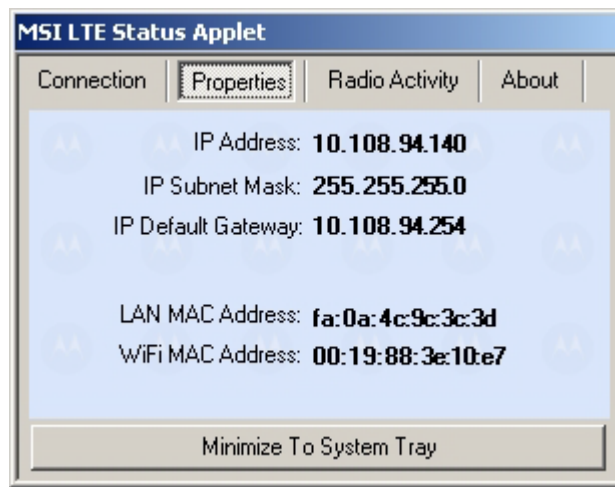 MSI LTE Status Applet
Connection Properties Radio Activity About
IP Address: 10.108.94.140
IP Subnet Mask: 255.255.255.0
IP Default Gateway: 10.108.94.254
LAN MAC Address: fa:0a:4c:9c:3c:3d
WiFi MAC Address: 00:19:88:3e:10:e7
Minimize To System Tray